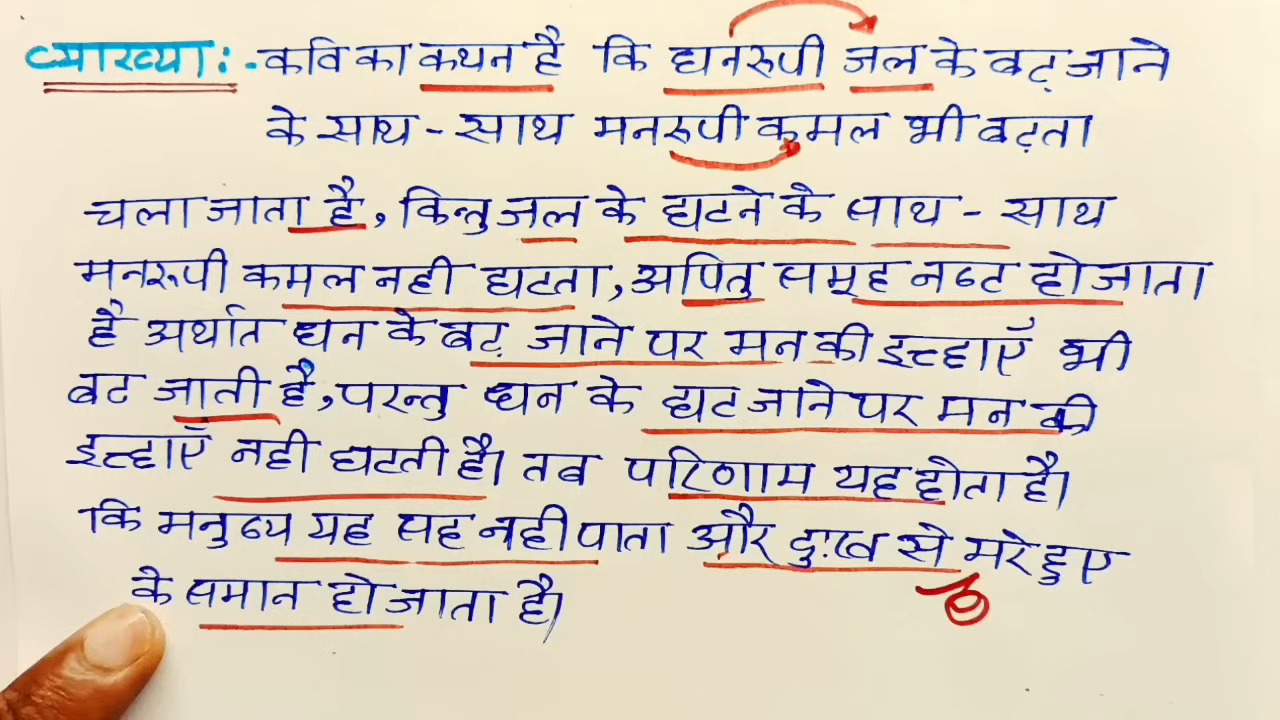 व्याख्या:- कवि का कथन है कि धनरूपी जल के बढ़ जाने
के साथ-साथ मनरूपी कमल भी बढ़ता
चला जाता है, किन्तु जल के घटने के साथ-साथ
मनरूपी कमल नही घटता, अपितु समूह नष्ट हो जाता
है अर्थात धन के बढ़ जाने पर मन की इच्छाएँ भी
बढ जाती है, परन्तु धन के घट जाने पर मन की
इच्छाएँ नही घटती है। तब परिणाम यह होता है।
कि मनुष्य यह सह नही पाता और दुःख से मरे हुए
के समान हो जाता है।